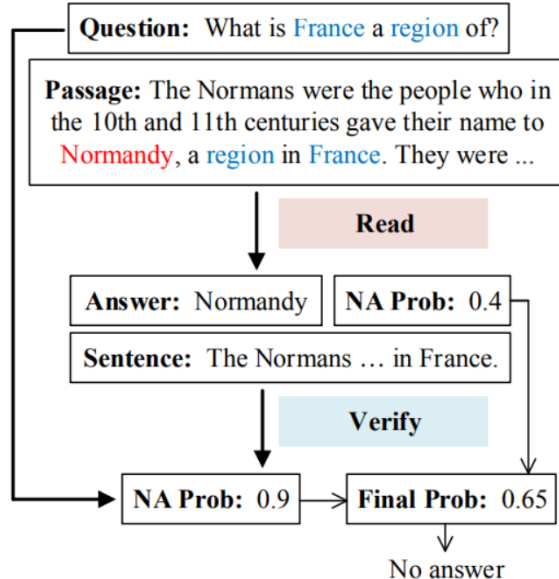 Question: What is France a region of?
Passage: The Normans were the people who in
the 10th and 11th centuries gave their name to
Normandy, a region in France. They were ...
Read
Answer: Normandy
NA Prob: 0.4
Sentence: The Normans … in France.
Verify
NA Prob: 0.9
Final Prob: 0.65
No answer